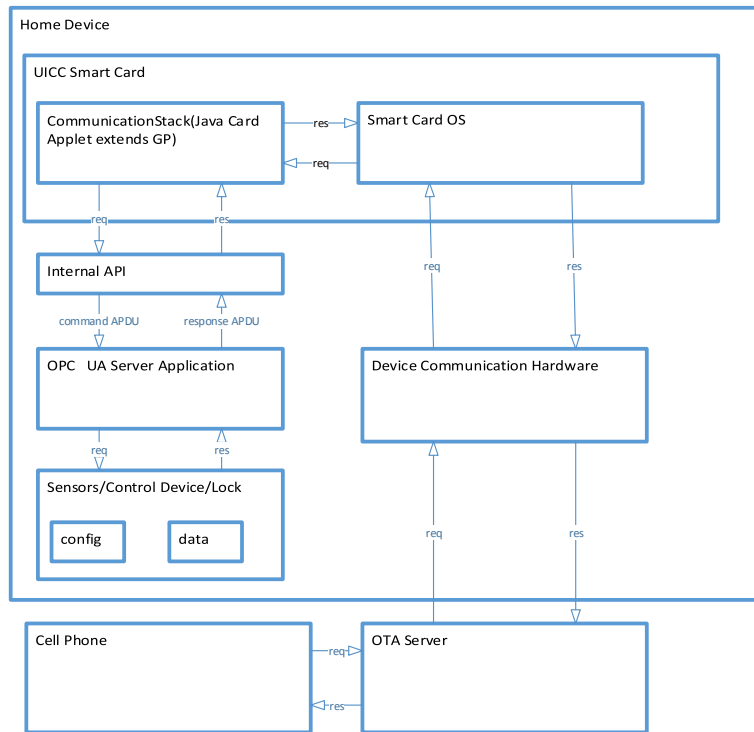 Home Device
UICC Smart Card
CommunicationStack(Java Card
Applet extends GP)
res
req
Smart Card OS
req
res
Internal API
req
res
command APDU
response APDU
OPC UA Server Application
Device Communication Hardware
req
res
Sensors/Control Device/Lock
config
data
req
res
Cell Phone
req
res
OTA Server